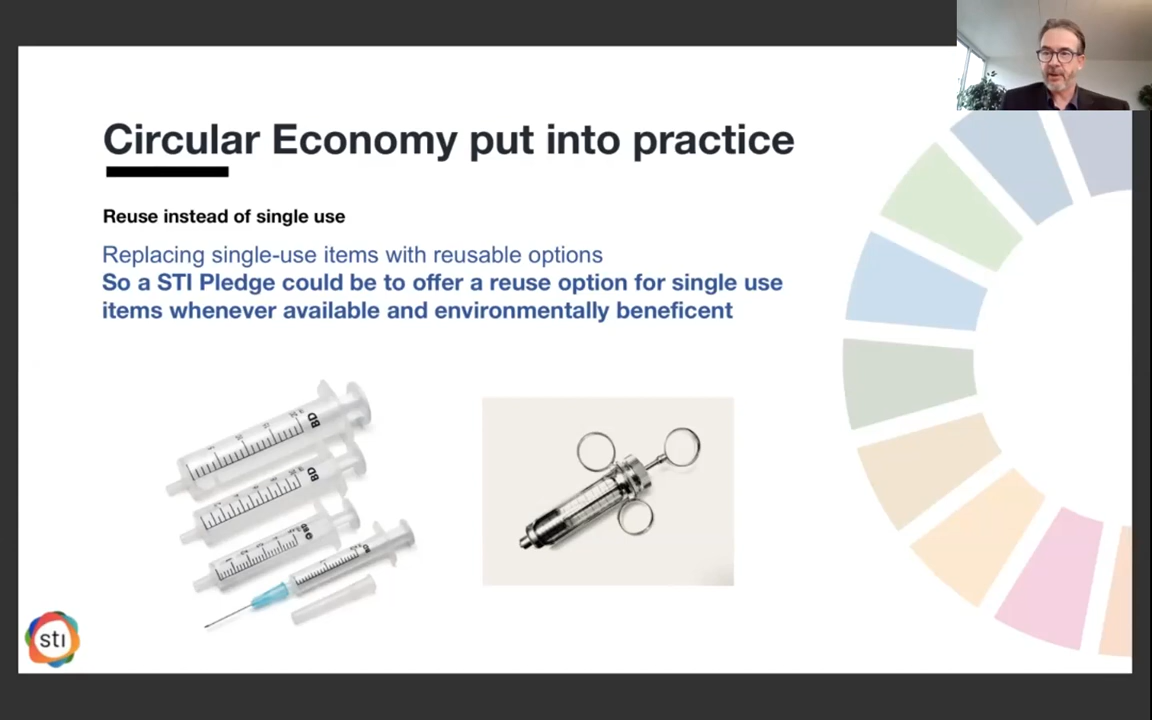 Circular Economy put into practice
Reuse instead of single use
Replacing single-use items with reusable options
So a STI Pledge could be to offer a reuse option for single use
items whenever available and environmentally beneficent
BD
BD
sti